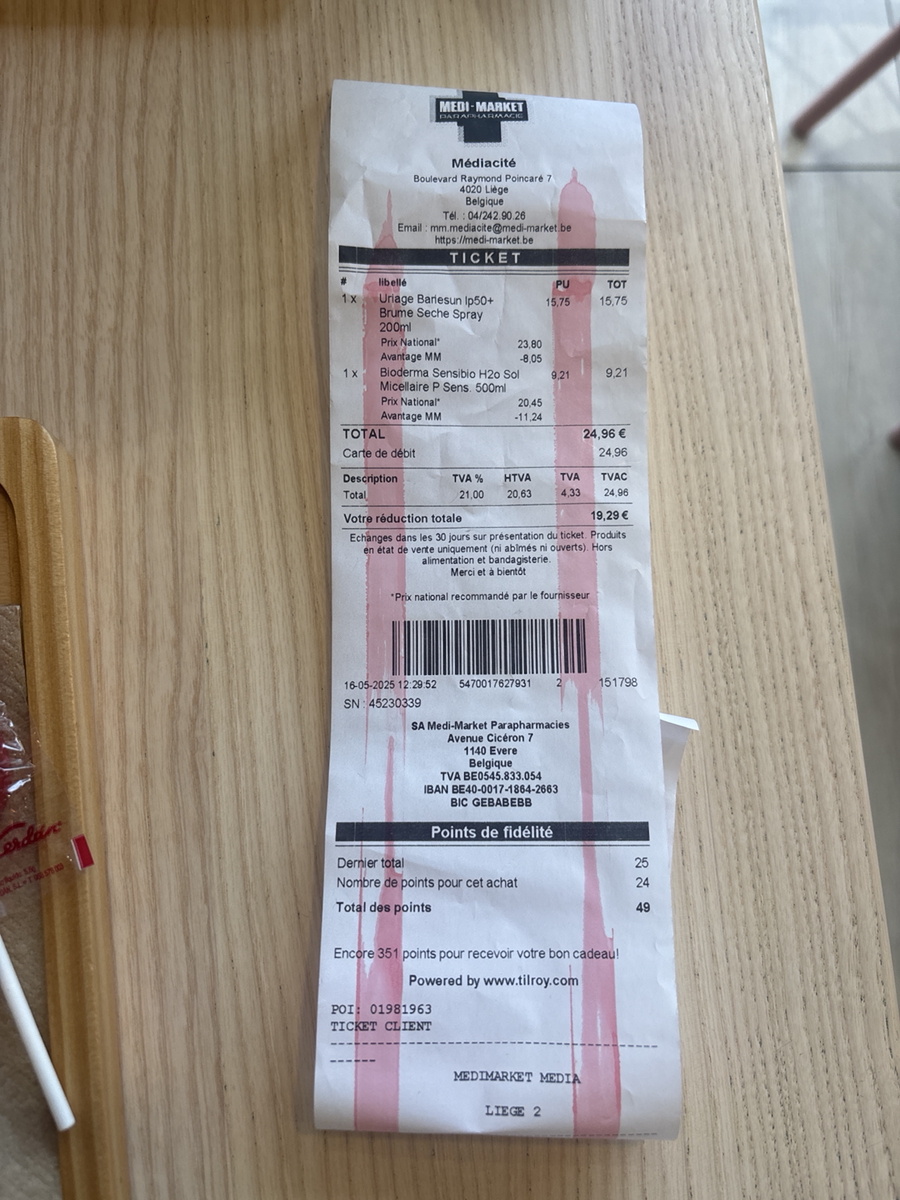 MEDI-MARKET
PARAPHARMACIE
Médiacité
Boulevard Raymond Poincaré 7
4020 Liège
Belgique
Tél. : 04/242.90.26
Email : mm.mediacite@medi-market.be
https://medi-market.be
TICKET
# libellé PU TOT
1 x Uriage Bariesun Ip50+ 15,75 15,75
Brume Seche Spray
200ml
Prix National* 23,80
Avantage MM -8,05
1 x Bioderma Sensibio H2o Sol 9,21 9,21
Micellaire P Sens. 500ml
Prix National* 20,45
Avantage MM -11,24
TOTAL 24,96 €
Carte de débit 24,96
Description TVA % HTVA TVA TVAC
Total 21,00 20,63 4,33 24,96
Votre réduction totale 19,29 €
Echanges dans les 30 jours sur présentation du ticket. Produits
en état de vente uniquement (ni abîmés ni ouverts). Hors
alimentation et bandagisterie.
Merci et à bientôt
*Prix national recommandé par le fournisseur
16-05-2025 12:29:52 5470017627931 2 151798
SN : 45230339
SA Medi-Market Parapharmacies
Avenue Cicéron 7
1140 Evere
Belgique
TVA BE0545.833.054
IBAN BE40-0017-1864-2663
BIC GEBABEBB
Points de fidélité
Dernier total 25
Nombre de points pour cet achat 24
Total des points 49
Encore 351 points pour recevoir votre bon cadeau!
Powered by www.tilroy.com
POI: 01981963
TICKET CLIENT
--------------------------------------------
------
MEDIMARKET MEDIA
LIEGE 2